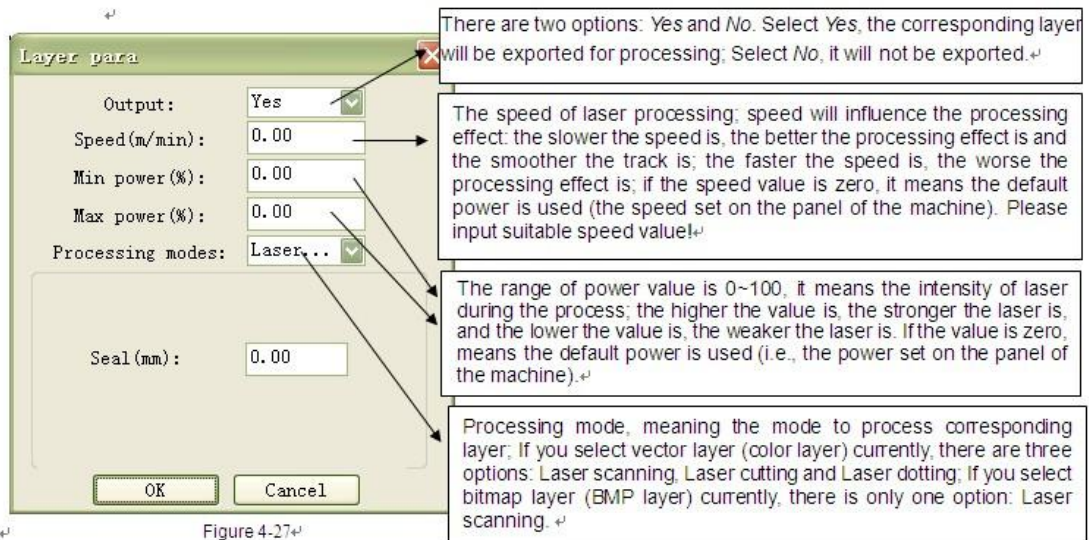 There are two options: Yes and No. Select Yes, the corresponding layer
will be exported for processing; Select No, it will not be exported.
Layer para
Output: Yes
Speed(m/min): 0.00
Min power(%): 0.00
Max power(%): 0.00
Processing modes: Laser...
Seal(mm): 0.00
OK Cancel
The speed of laser processing; speed will influence the processing
effect: the slower the speed is, the better the processing effect is and
the smoother the track is; the faster the speed is, the worse the
processing effect is; if the speed value is zero, it means the default
power is used (the speed set on the panel of the machine). Please
input suitable speed value!
The range of power value is 0~100, it means the intensity of laser
during the process; the higher the value is, the stronger the laser is,
and the lower the value is, the weaker the laser is. If the value is zero,
means the default power is used (i.e., the power set on the panel of
the machine).
Processing mode, meaning the mode to process corresponding
layer; If you select vector layer (color layer) currently, there are three
options: Laser scanning, Laser cutting and Laser dotting; If you select
bitmap layer (BMP layer) currently, there is only one option: Laser
scanning.
Figure 4-27